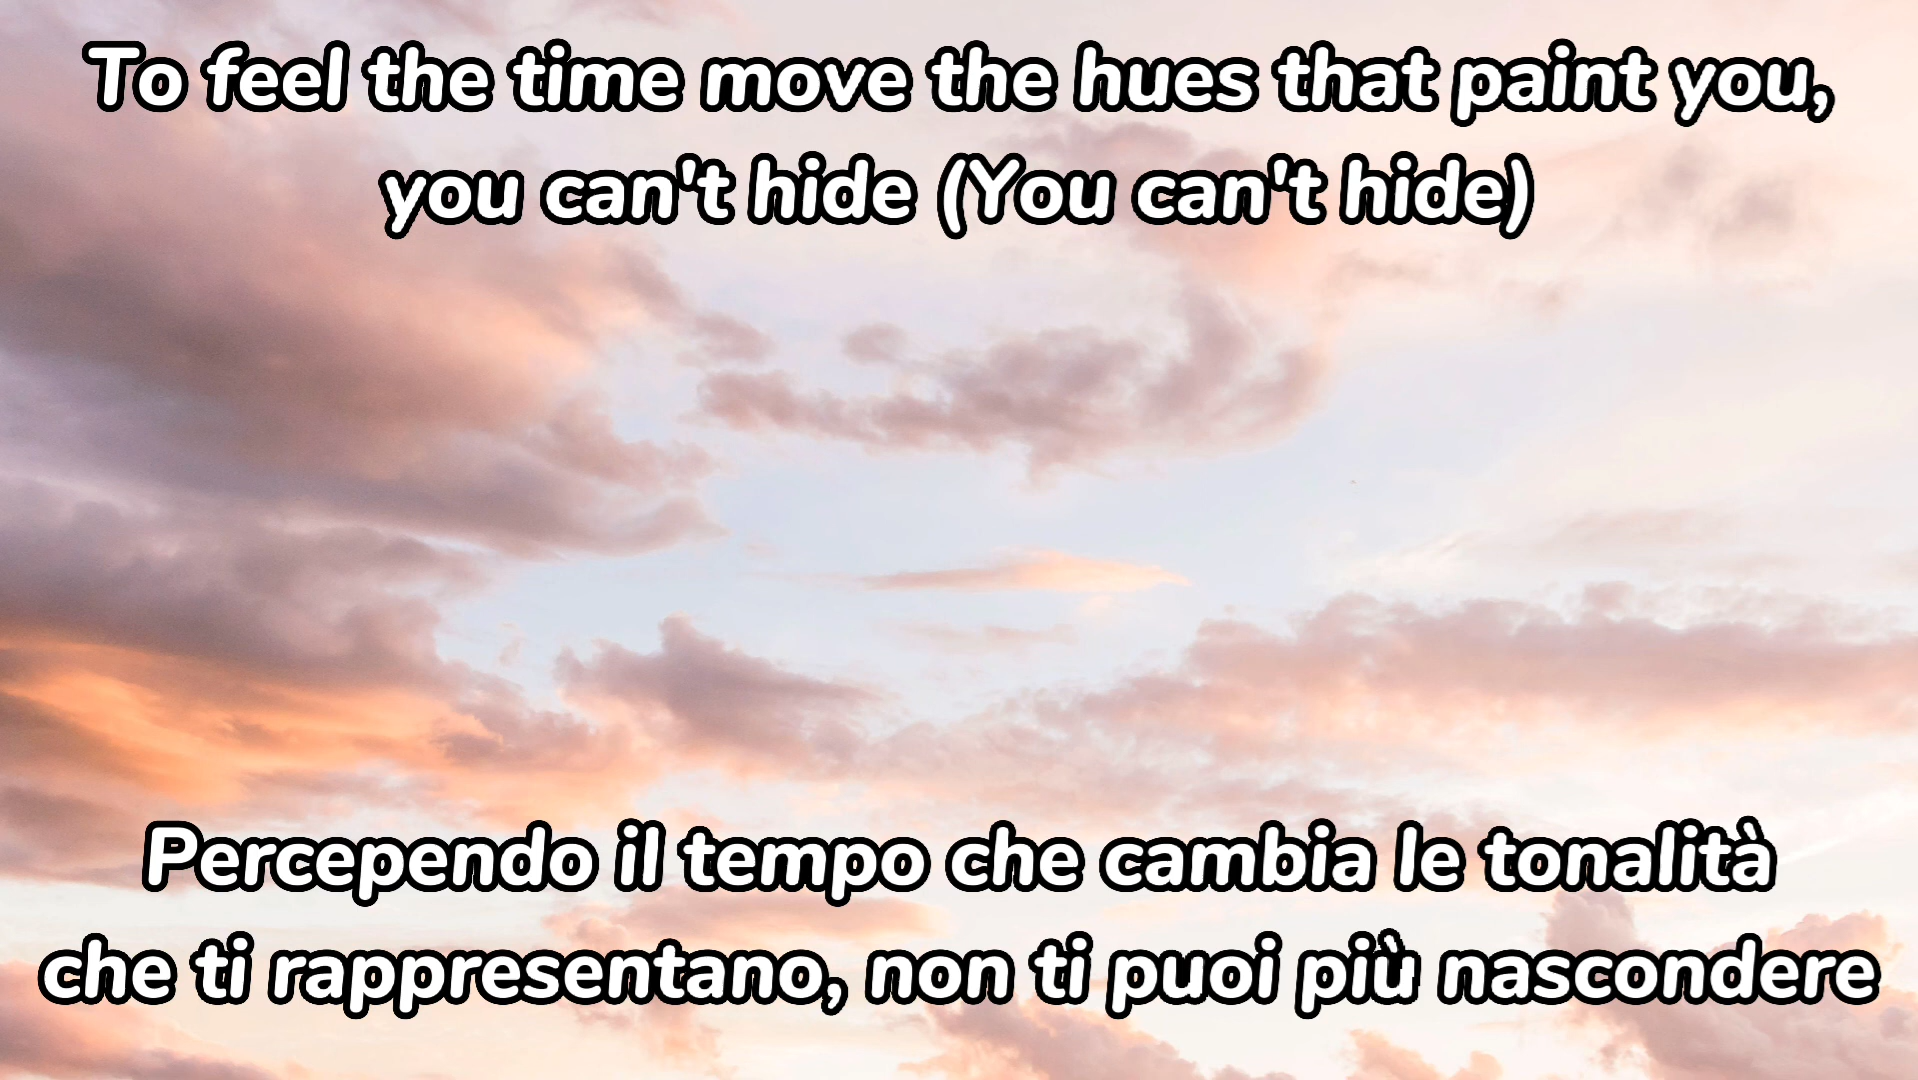 To feel the time move the hues that paint you,
you can't hide (You can't hide)
Percependo il tempo che cambia le tonalità
che ti rappresentano, non ti puoi più nascondere